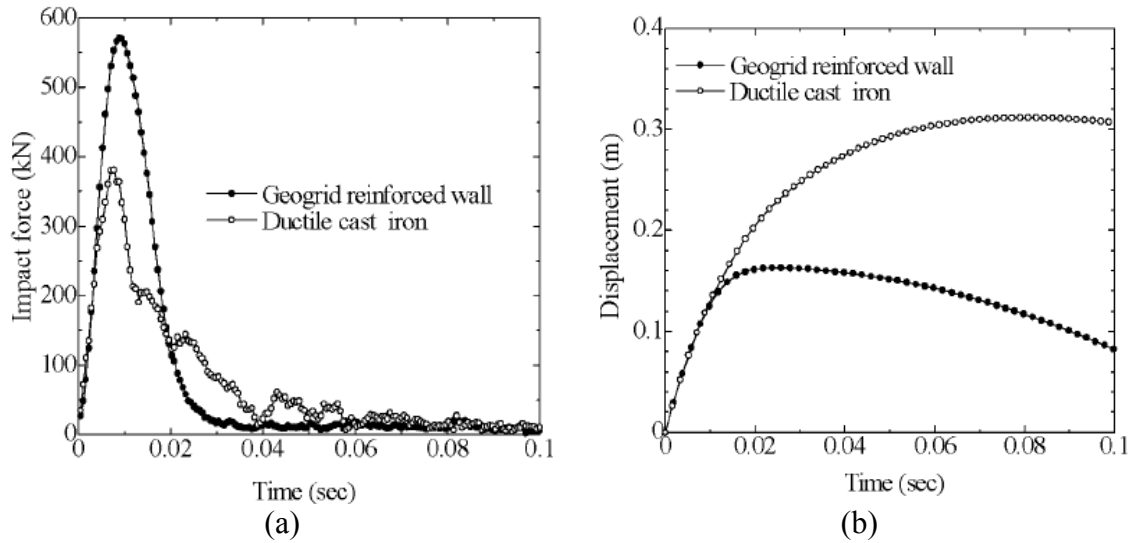 600
500
400
300
200
100
0
Impact force (kN)
Geogrid reinforced wall
Ductile cast iron
0 0.02 0.04 0.06 0.08 0.1
Time (sec)
(a)
0.4
0.3
0.2
0.1
0
Displacement (m)
Geogrid reinforced wall
Ductile cast iron
0 0.02 0.04 0.06 0.08 0.1
Time (sec)
(b)